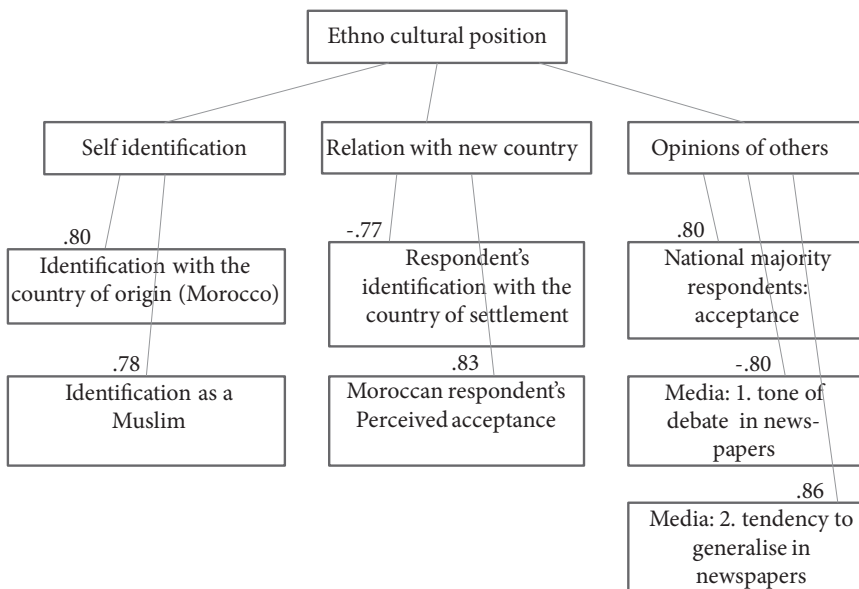 Ethno cultural position
Self identification
Relation with new country
Opinions of others
.80
Identification with the
country of origin (Morocco)
.78
Identification as a
Muslim
-.77
Respondent's
identification with the
country of settlement
.83
Moroccan respondent's
Perceived acceptance
.80
National majority
respondents:
acceptance
-.80
Media: 1. tone of
debate in news-
papers
.86
Media: 2. tendency to
generalise in
newspapers